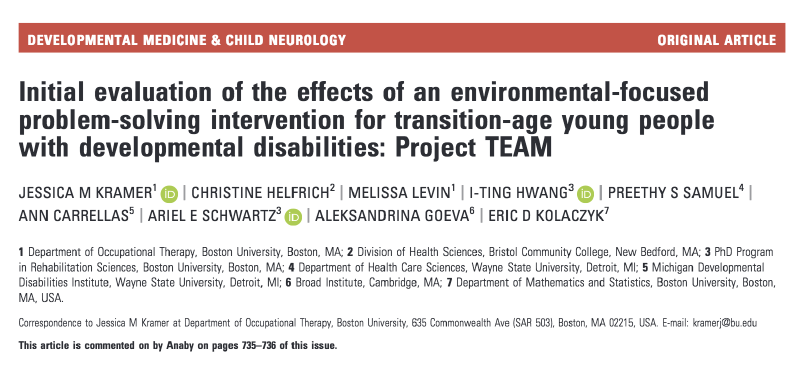 DEVELOPMENTAL MEDICINE & CHILD NEUROLOGY ORIGINAL ARTICLE
Initial evaluation of the effects of an environmental-focused
problem-solving intervention for transition-age young people
with developmental disabilities: Project TEAM
JESSICA M KRAMER1 iD | CHRISTINE HELFRICH2 | MELISSA LEVIN1 | I-TING HWANG3 iD | PREETHY S SAMUEL4 |
ANN CARRELLAS5 | ARIEL E SCHWARTZ3 iD | ALEKSANDRINA GOEVA6 | ERIC D KOLACZYK7
1 Department of Occupational Therapy, Boston University, Boston, MA; 2 Division of Health Sciences, Bristol Community College, New Bedford, MA; 3 PhD Program
in Rehabilitation Sciences, Boston University, Boston, MA; 4 Department of Health Care Sciences, Wayne State University, Detroit, MI; 5 Michigan Developmental
Disabilities Institute, Wayne State University, Detroit, MI; 6 Broad Institute, Cambridge, MA; 7 Department of Mathematics and Statistics, Boston University, Boston,
MA, USA.
Correspondence to Jessica M Kramer at Department of Occupational Therapy, Boston University, 635 Commonwealth Ave (SAR 503), Boston, MA 02215, USA. E-mail: kramerj@bu.edu
This article is commented on by Anaby on pages 735–736 of this issue.